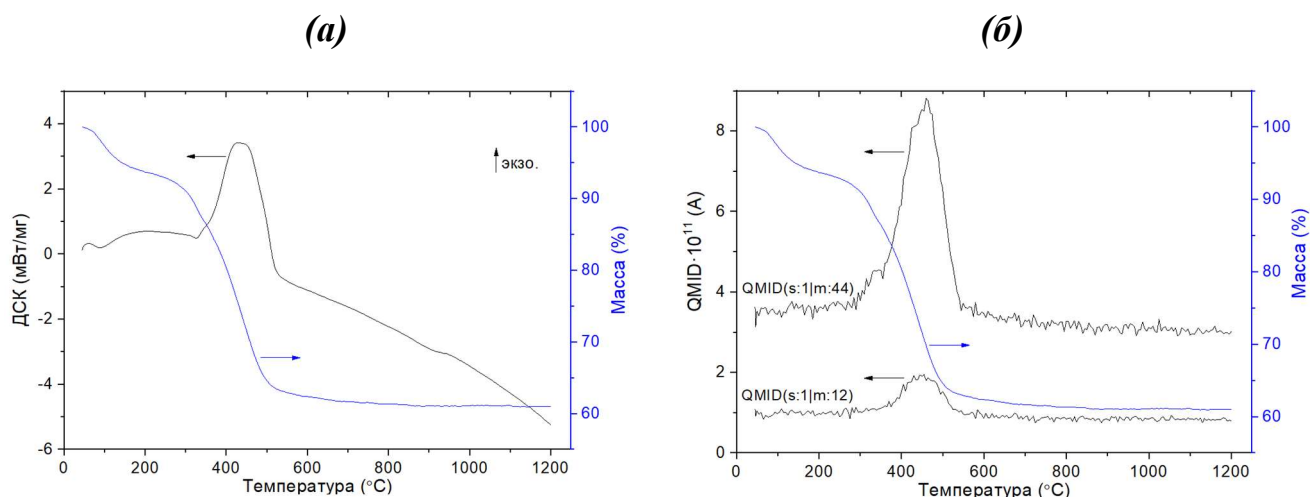 (а)
(б)
ДСК (мВт/мг)
4
2
0
-2
-4
-6
экзо.
100
90
80
70
60
Масса (%)
0 200 400 600 800 1000 1200
Температура (°C)
QMID·10¹¹ (A)
8
6
4
2
0
QMID(s:1|m:44)
QMID(s:1|m:12)
100
90
80
70
60
Масса (%)
0 200 400 600 800 1000 1200
Температура (°C)